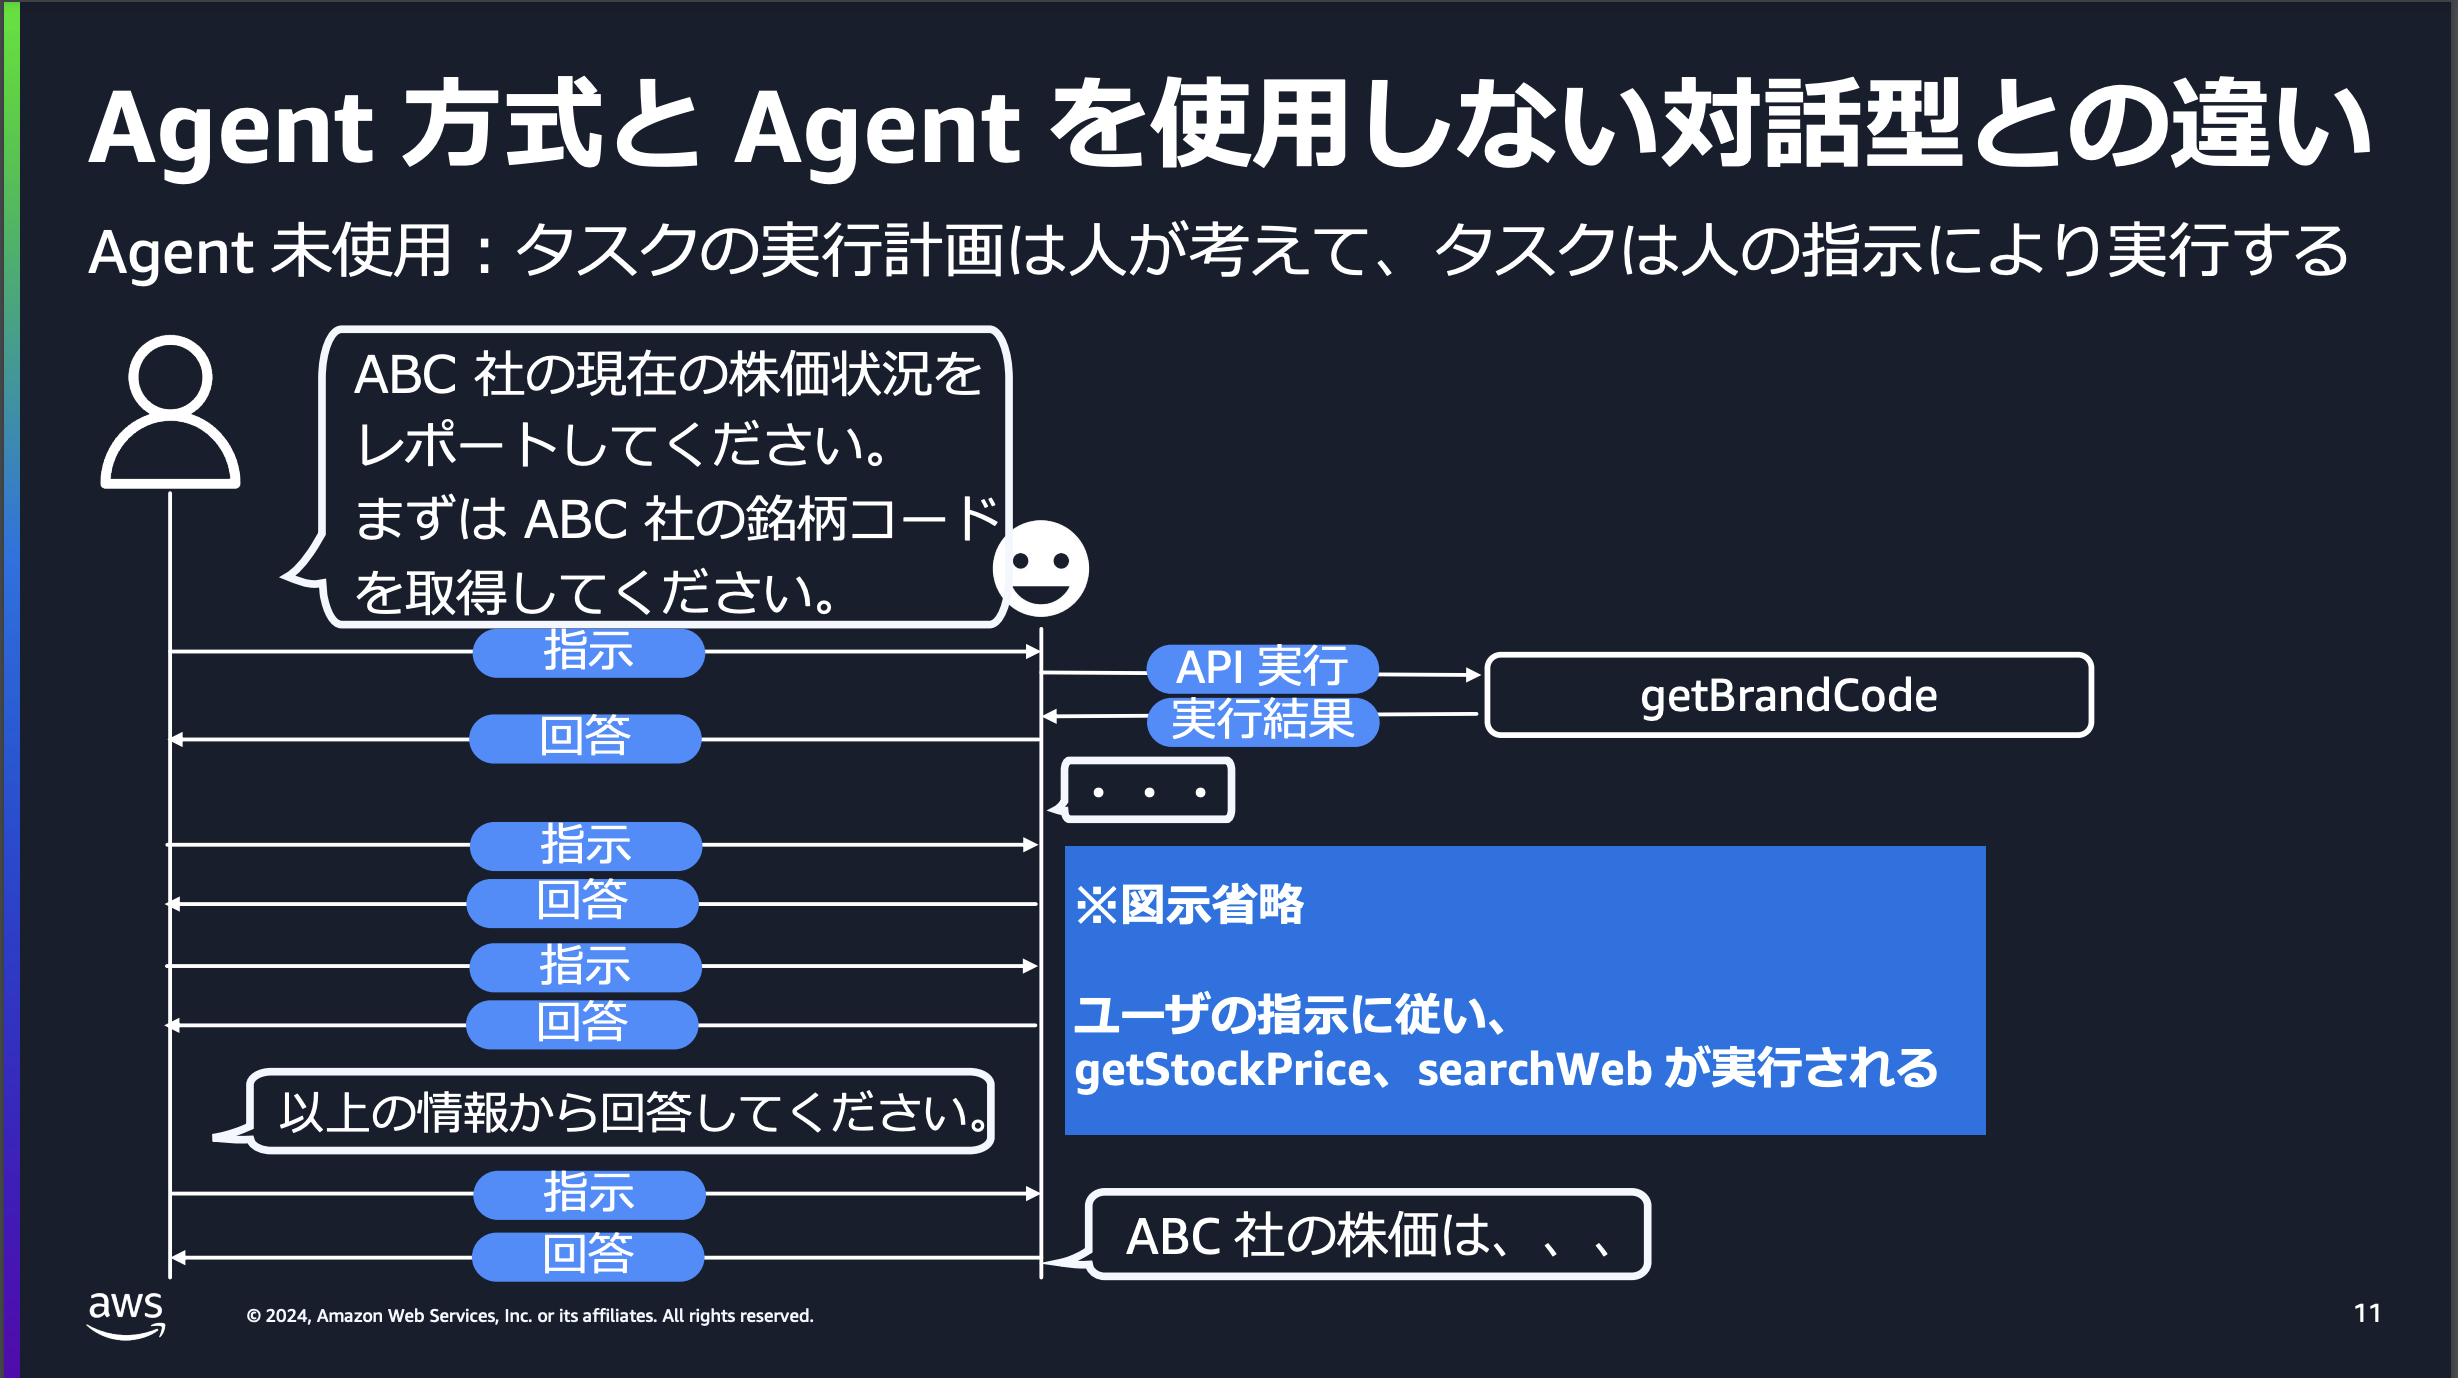 Agent 方式と Agent を使用しない対話型との違い
Agent 未使用：タスクの実行計画は人が考えて、タスクは人の指示により実行する
ABC 社の現在の株価状況を
レポートしてください。
まずは ABC 社の銘柄コード
を取得してください。
指示
API 実行
getBrandCode
実行結果
回答
・・・
指示
回答
※図示省略
指示
ユーザの指示に従い、
getStockPrice、searchWeb が実行される
回答
以上の情報から回答してください。
指示
ABC 社の株価は、、、
回答
aws
© 2024, Amazon Web Services, Inc. or its affiliates. All rights reserved.
11